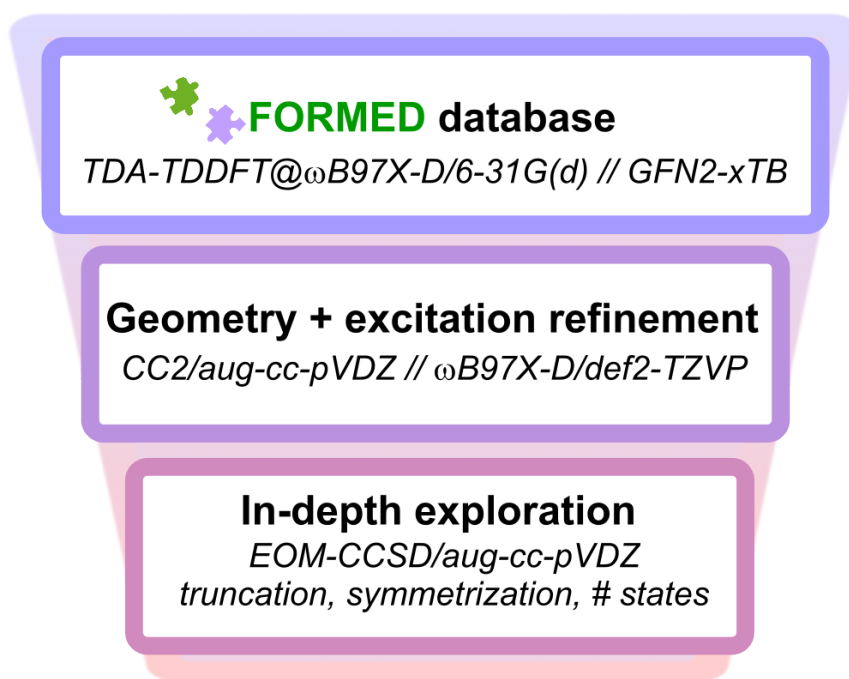 FORMED database
TDA-TDDFT@ωB97X-D/6-31G(d) // GFN2-xTB
Geometry + excitation refinement
CC2/aug-cc-pVDZ // ωB97X-D/def2-TZVP
In-depth exploration
EOM-CCSD/aug-cc-pVDZ
truncation, symmetrization, # states